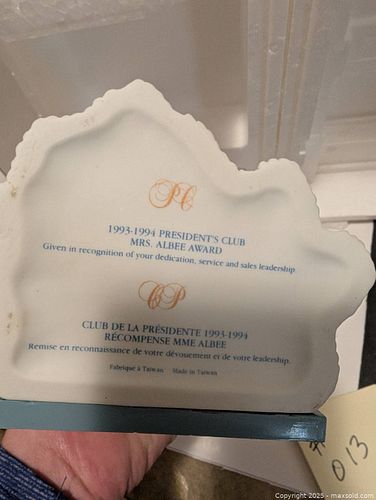 PC
1993-1994 PRESIDENT'S CLUB
MRS. ALBEE AWARD
Given in recognition of your dedication, service and sales leadership.
CP
CLUB DE LA PRÉSIDENTE 1993-1994
RÉCOMPENSE MME ALBEE
Remise en reconnaissance de votre dévouement et de votre leadership.
Fabriqué à Taiwan Made in Taiwan
# 013
Copyright 2025 - maxsold.com